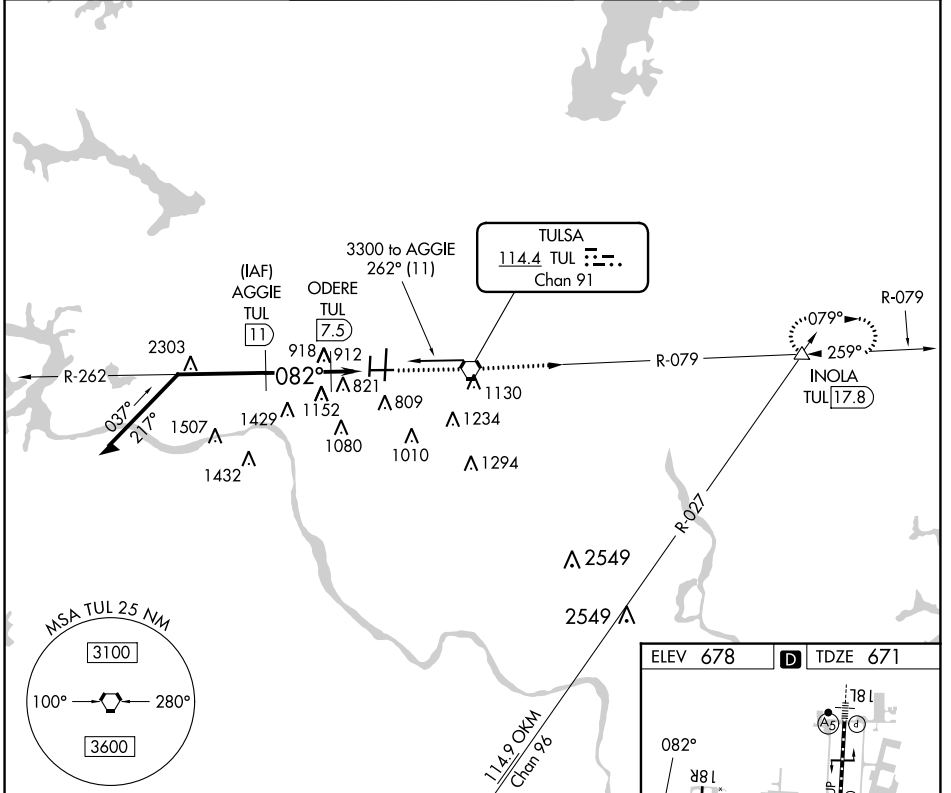 TULSA
114.4 TUL
Chan 91
3300 to AGGIE
262° (11)
(IAF)
AGGIE
TUL
11
ODERE
TUL
7.5
R-079
079°
259°
INOLA
TUL 17.8
R-079
2303
918
912
R-262
082°
821
1130
809
1152
1429
1234
037°
217°
1507
1080
1010
1432
1294
R-027
2549
2549
114.9 OKM
Chan 96
MSA TUL 25 NM
3100
100°
280°
3600
ELEV 678
D
TDZE 671
18L
A5
P
082°
18R
UP